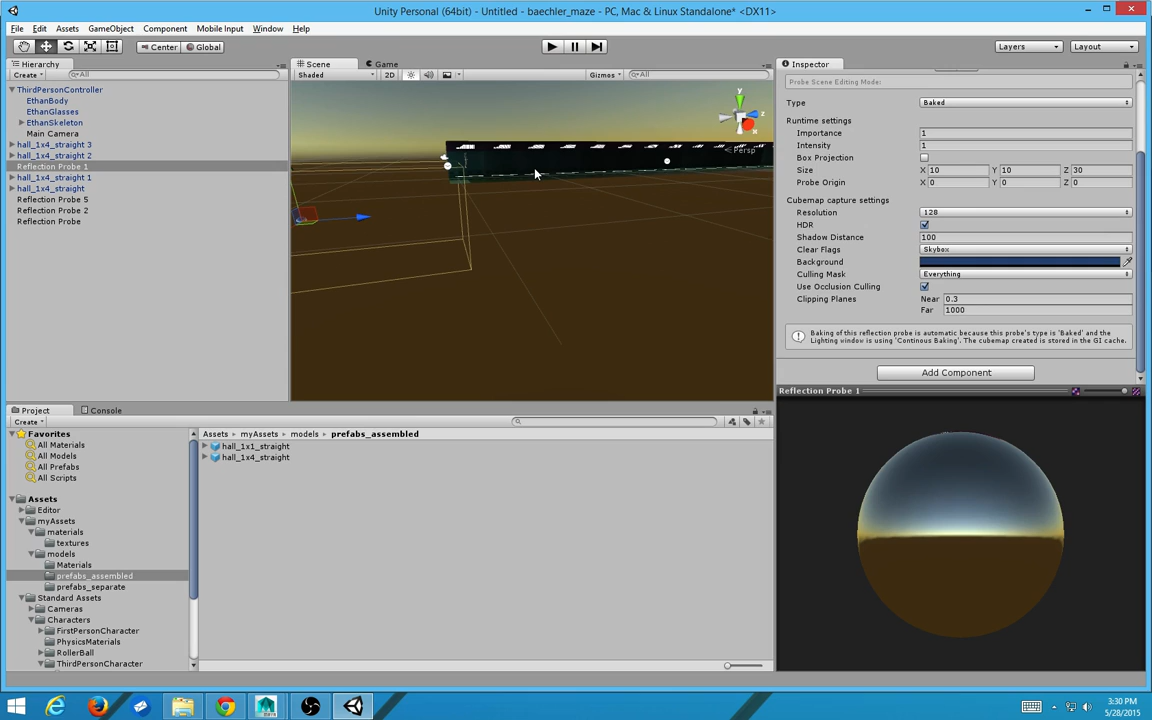 Unity Personal (64bit) - Untitled - baechler_maze - PC, Mac & Linux Standalone* <DX11>
File Edit Assets GameObject Component Mobile Input Window Help
Center Global Layers Layout
Hierarchy
Create All
ThirdPersonController
EthanBody
EthanGlasses
EthanSkeleton
Main Camera
hall_1x4_straight 3
hall_1x4_straight 2
Reflection Probe 1
hall_1x4_straight 1
hall_1x4_straight
Reflection Probe 5
Reflection Probe 2
Reflection Probe
Scene Game
Shaded 2D Gizmos All
y
z
x
Persp
Inspector
Probe Scene Editing Mode:
Type Baked
Runtime settings
Importance 1
Intensity 1
Box Projection
Size X 10 Y 10 Z 30
Probe Origin X 0 Y 0 Z 0
Cubemap capture settings
Resolution 128
HDR
Shadow Distance 100
Clear Flags Skybox
Background
Culling Mask Everything
Use Occlusion Culling
Clipping Planes Near 0.3
Far 1000
Baking of this reflection probe is automatic because this probe's type is 'Baked' and the
Lighting window is using 'Continous Baking'. The cubemap created is stored in the GI cache.
Add Component
Reflection Probe 1
Project Console
Create
Favorites
All Materials
All Models
All Prefabs
All Scripts
Assets
Editor
myAssets
materials
textures
models
Materials
prefabs_assembled
prefabs_separate
Standard Assets
Cameras
Characters
FirstPersonCharacter
PhysicsMaterials
RollerBall
ThirdPersonCharacter
Assets myAssets models prefabs_assembled
hall_1x1_straight
hall_1x4_straight
3:30 PM
5/28/2015